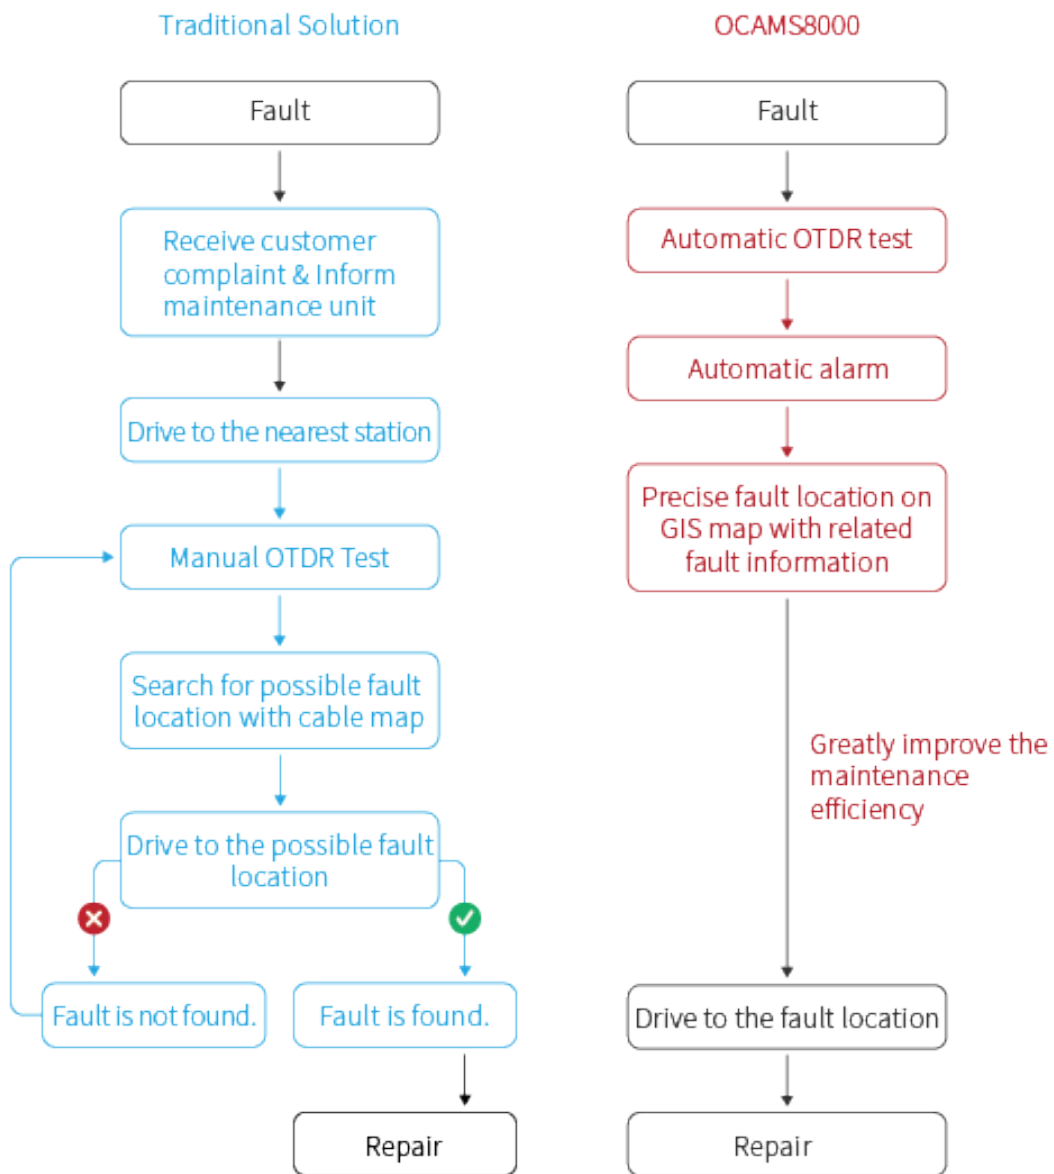 Traditional Solution
Fault
Receive customer
complaint & Inform
maintenance unit
Drive to the nearest station
Manual OTDR Test
Search for possible fault
location with cable map
Drive to the possible fault
location
Fault is not found.
Fault is found.
Repair
OCAMS8000
Fault
Automatic OTDR test
Automatic alarm
Precise fault location on
GIS map with related
fault information
Greatly improve the
maintenance
efficiency
Drive to the fault location
Repair